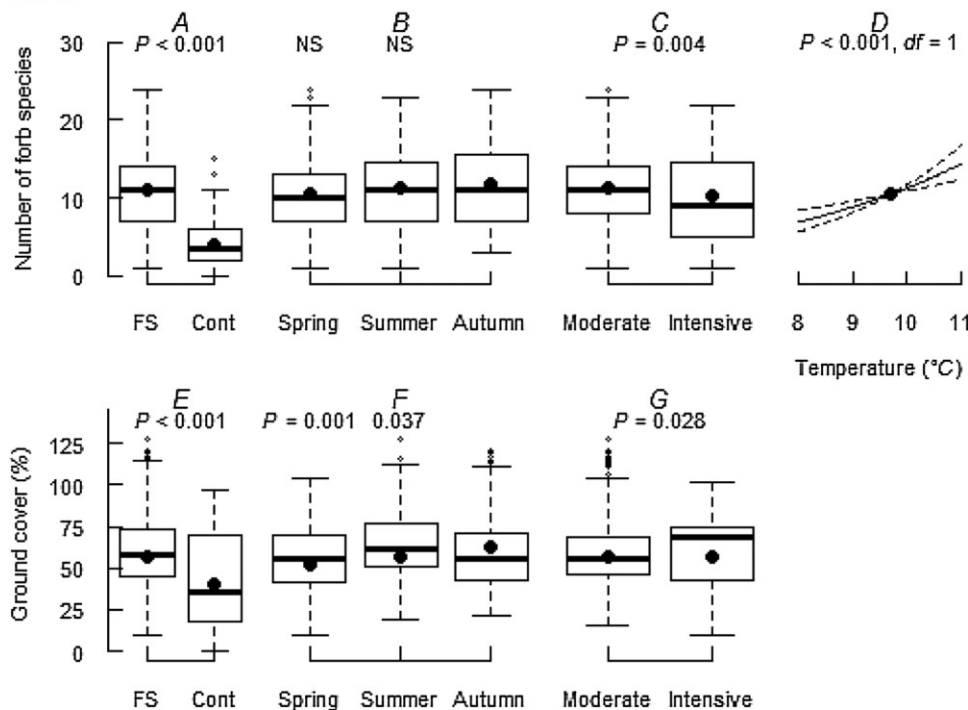 A B C D
P < 0.001 NS NS P = 0.004 P < 0.001, df = 1
Number of forb species
30
20
10
0
FS Cont Spring Summer Autumn Moderate Intensive 8 9 10 11
Temperature (°C)
E F G
P < 0.001 P = 0.001 0.037 P = 0.028
Ground cover (%)
125
100
75
50
25
0
FS Cont Spring Summer Autumn Moderate Intensive